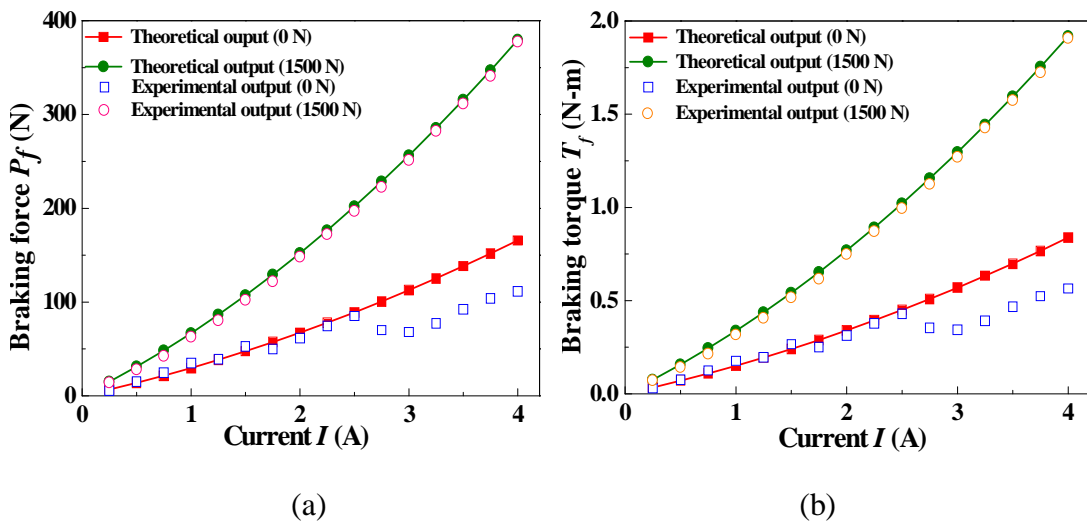 (a)
400
300
200
100
0
Braking force Pf (N)
Theoretical ouput (0 N)
Theoretical output (1500 N)
Experimental output (0 N)
Experimental output (1500 N)
0 1 2 3 4
Current I (A)
(a)
(b)
2.0
1.5
1.0
0.5
0.0
Braking torque Tf (N-m)
Theoretical output (0 N)
Theoretical output (1500 N)
Experimental output (0 N)
Experimental output (1500 N)
0 1 2 3 4
Current I (A)
(b)